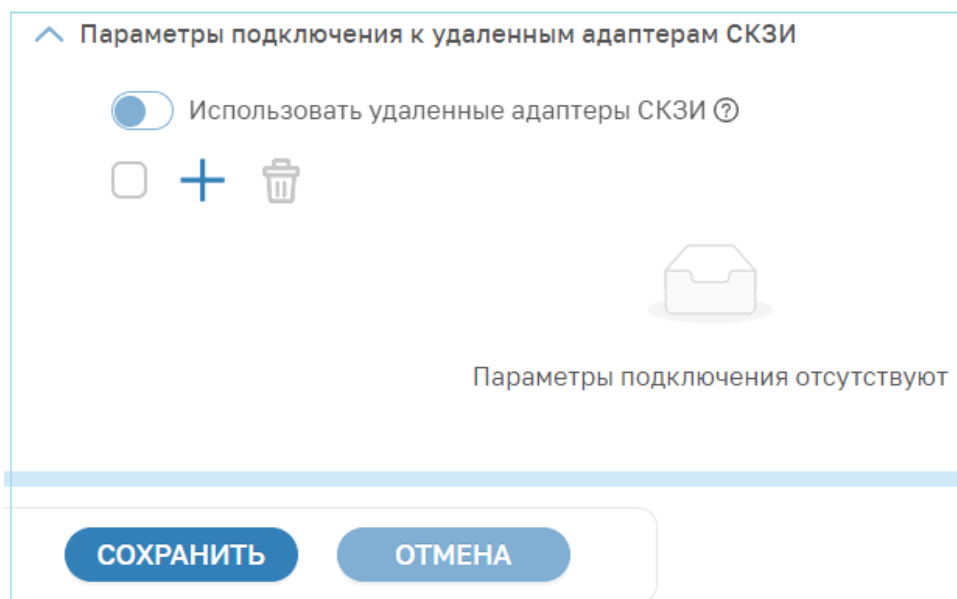 Параметры подключения к удаленным адаптерам СКЗИ
Использовать удаленные адаптеры СКЗИ ?
Параметры подключения отсутствуют
СОХРАНИТЬ ОТМЕНА